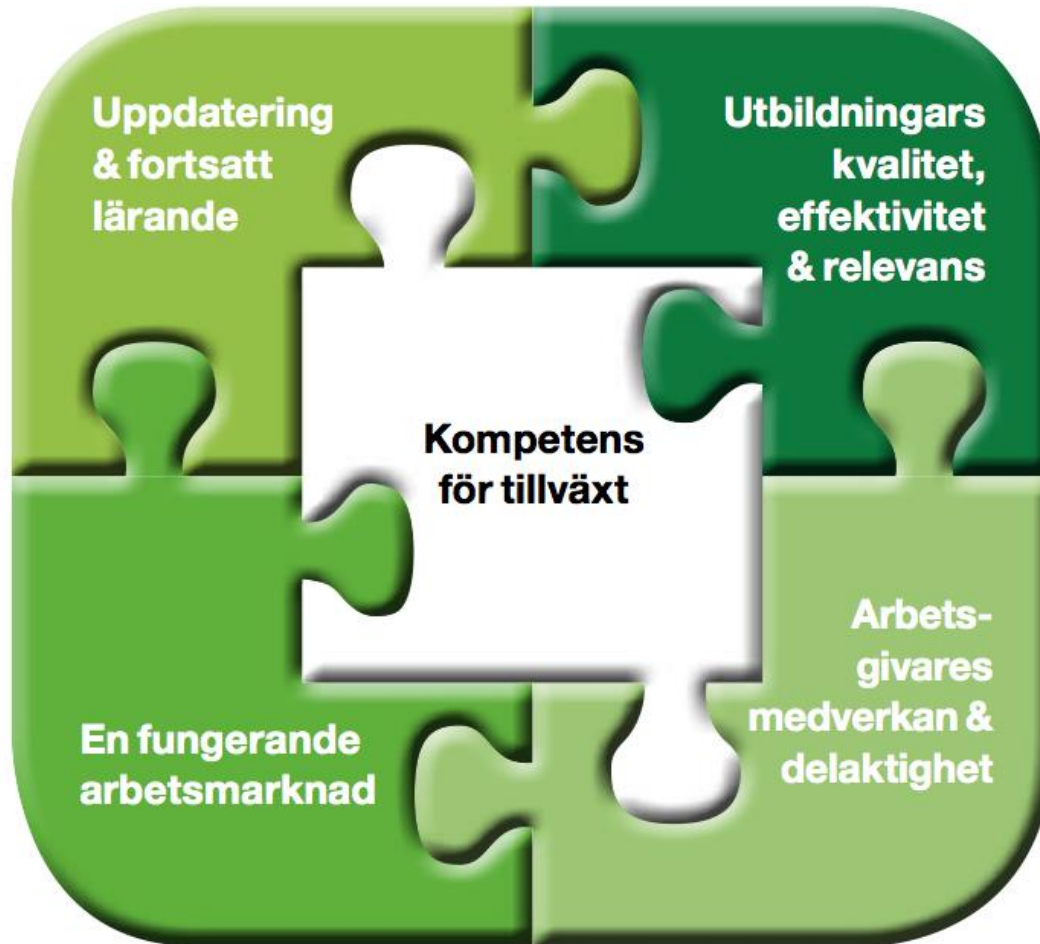 Uppdatering
& fortsatt
lärande
Utbildningars
kvalitet,
effektivitet
& relevans
Kompetens
för tillväxt
En fungerande
arbetsmarknad
Arbets-
givares
medverkan &
delaktighet